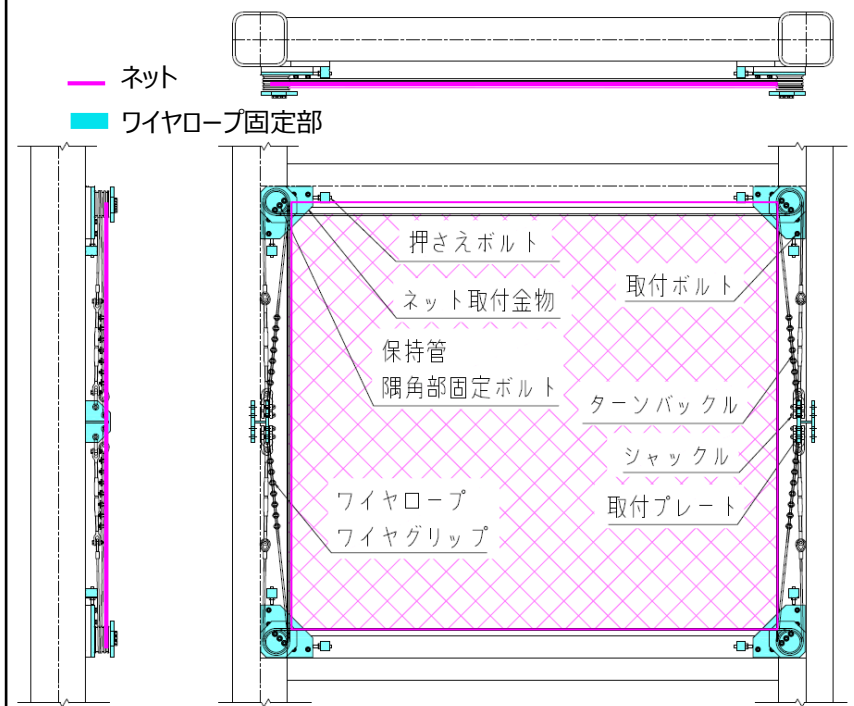 ネット
ワイヤロープ固定部
押さえボルト
取付ボルト
ネット取付金物
保持管
隅角部固定ボルト
ターンバックル
シャックル
取付プレート
ワイヤロープ
ワイヤグリップ